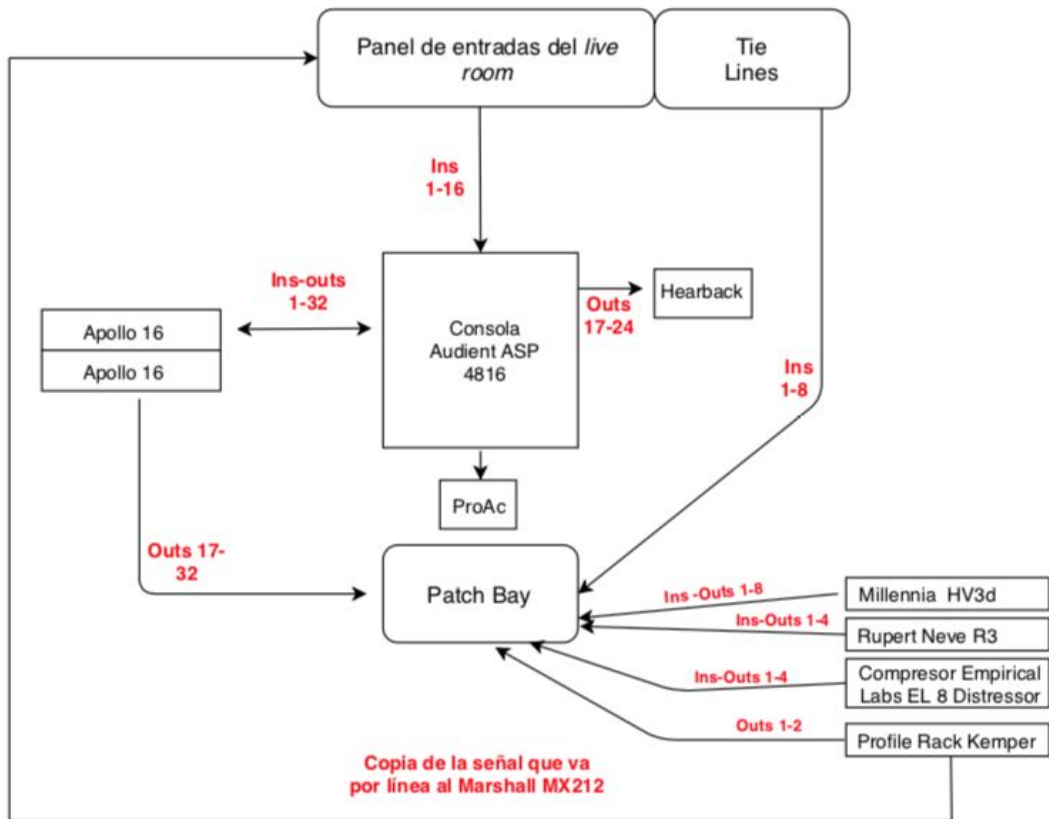 Panel de entradas del live
room
Tie
Lines
Ins
1-16
Ins-outs
1-32
Apollo 16
Apollo 16
Consola
Audient ASP
4816
Outs
17-24
Hearback
Ins
1-8
ProAc
Outs 17-
32
Patch Bay
Ins -Outs 1-8
Millennia HV3d
Ins-Outs 1-4
Rupert Neve R3
Ins-Outs 1-4
Compresor Empirical
Labs EL 8 Distressor
Outs 1-2
Profile Rack Kemper
Copia de la señal que va
por línea al Marshall MX212